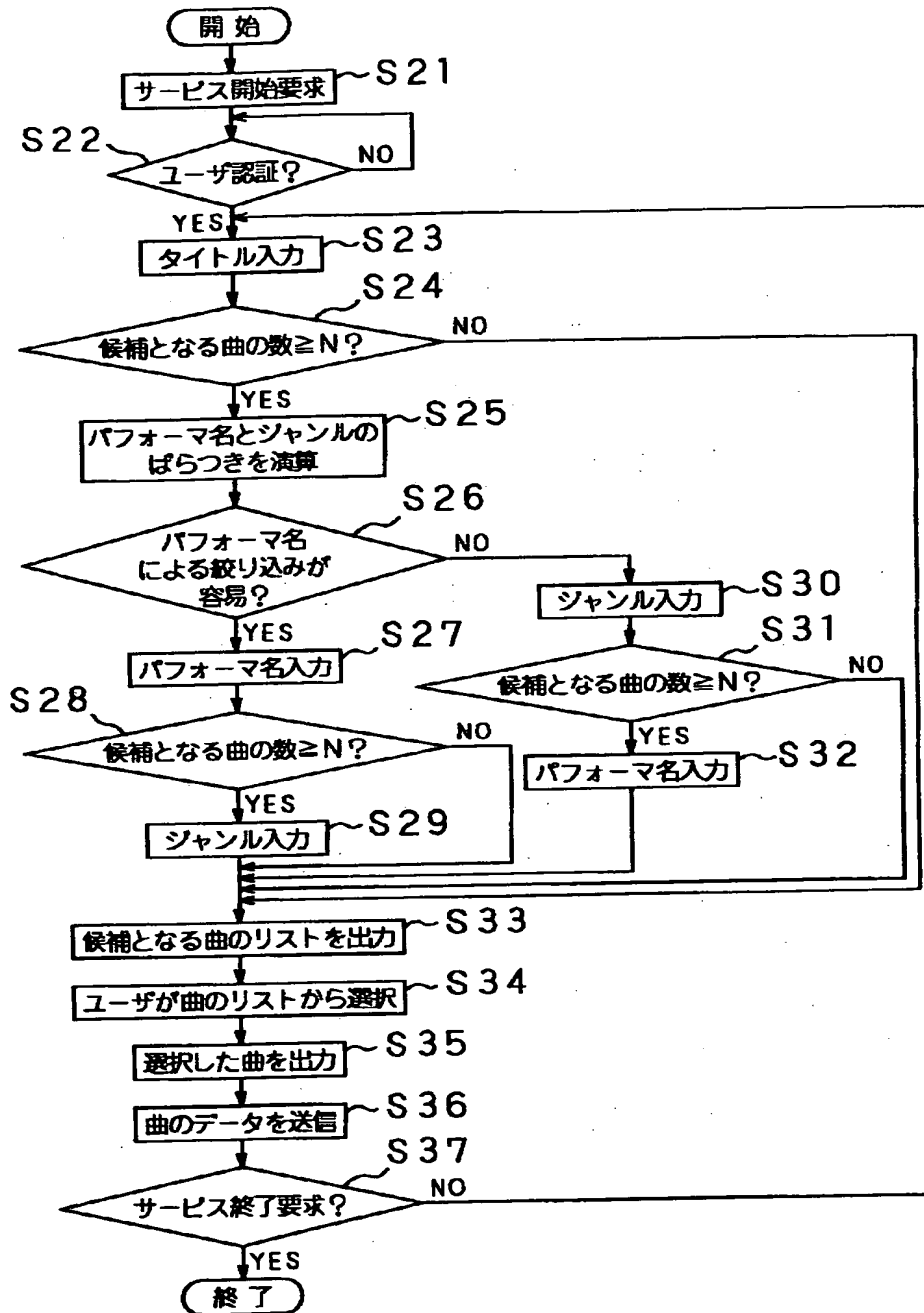 開始
サービス開始要求
S21
S22
ユーザ認証?
NO
YES
タイトル入力
S23
S24
候補となる曲の数≧N?
NO
YES
S25
パフォーマ名とジャンルの
ばらつきを演算
S26
パフォーマ名
による絞り込みが
容易?
NO
YES
S27
パフォーマ名入力
S28
候補となる曲の数≧N?
NO
YES
S29
ジャンル入力
S30
ジャンル入力
S31
候補となる曲の数≧N?
NO
YES
S32
パフォーマ名入力
S33
候補となる曲のリストを出力
S34
ユーザが曲のリストから選択
S35
選択した曲を出力
S36
曲のデータを送信
S37
サービス終了要求?
NO
YES
終了